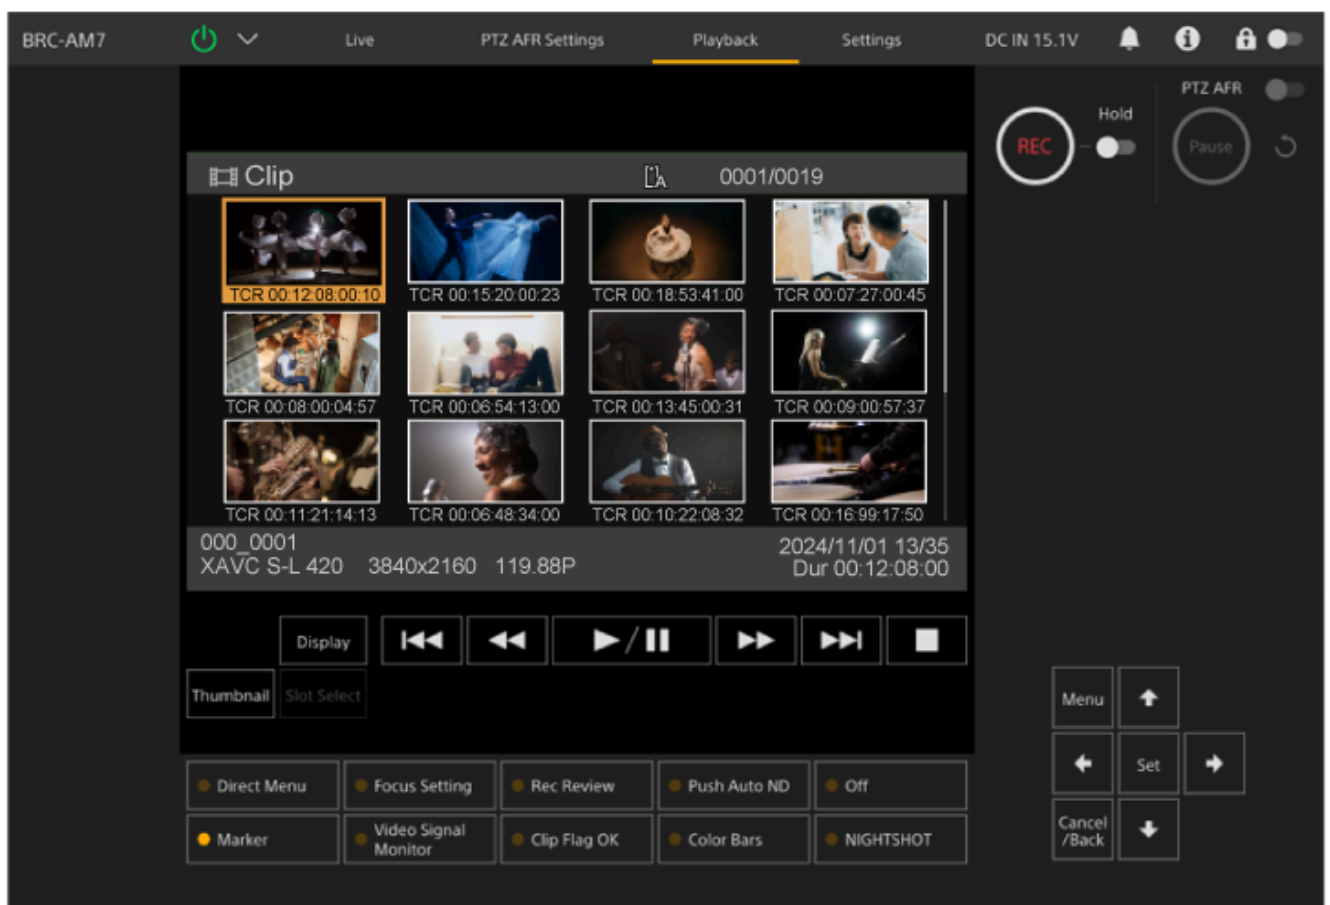 BRC-AM7 Live PTZ AFR Settings Playback Settings DC IN 15.1V
PTZ AFR
Hold
REC
Pause
Clip A 0001/0019
TCR 00:12:08:00:10 TCR 00:15:20:00:23 TCR 00:18:53:41:00 TCR 00:07:27:00:45
TCR 00:08:00:04:57 TCR 00:06:54:13:00 TCR 00:13:45:00:31 TCR 00:09:00:57:37
TCR 00:11:21:14:13 TCR 00:06:48:34:00 TCR 00:10:22:08:32 TCR 00:16:99:17:50
000_0001 2024/11/01 13/35
XAVC S-L 420 3840x2160 119.88P Dur 00:12:08:00
Display
Thumbnail Slot Select
Menu
Set
Cancel
/Back
Direct Menu Focus Setting Rec Review Push Auto ND Off
Marker Video Signal
Monitor Clip Flag OK Color Bars NIGHTSHOT